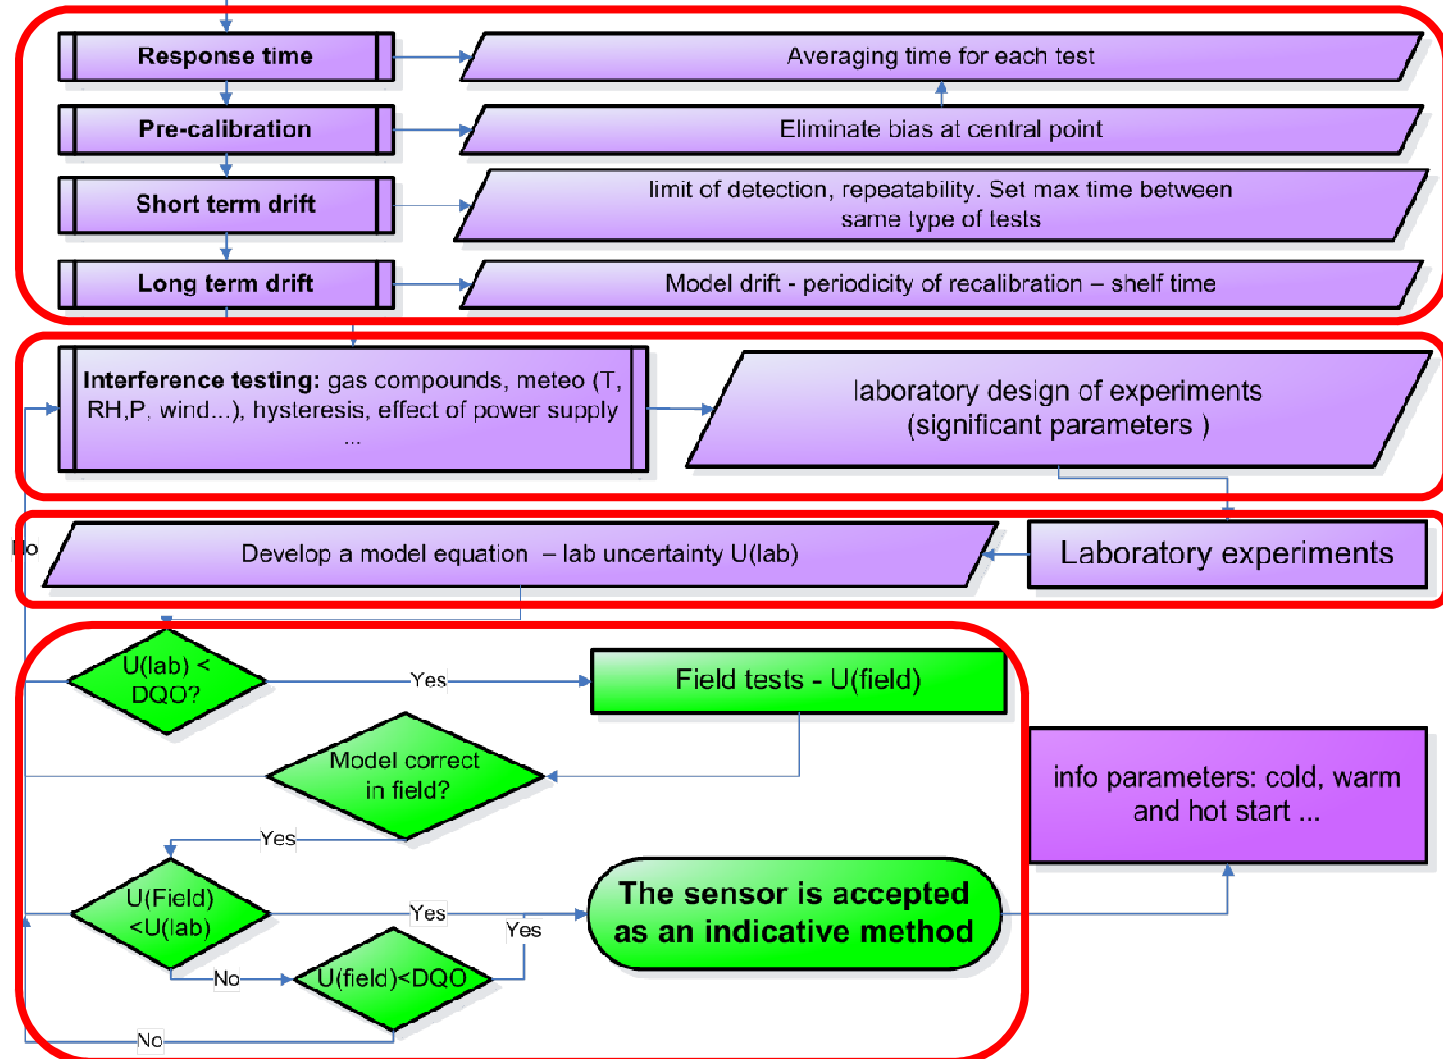 Response time
Averaging time for each test
Pre-calibration
Eliminate bias at central point
Short term drift
limit of detection, repeatability. Set max time between
same type of tests
Long term drift
Model drift - periodicity of recalibration – shelf time
Interference testing: gas compounds, meteo (T,
RH,P, wind...), hysteresis, effect of power supply
...
laboratory design of experiments
(significant parameters )
No
Develop a model equation – lab uncertainty U(lab)
Laboratory experiments
U(lab) <
DQO?
Yes
Field tests - U(field)
Model correct
in field?
info parameters: cold, warm
and hot start ...
Yes
U(Field)
<U(lab)
Yes
Yes
The sensor is accepted
as an indicative method
No
U(field)<DQO
No